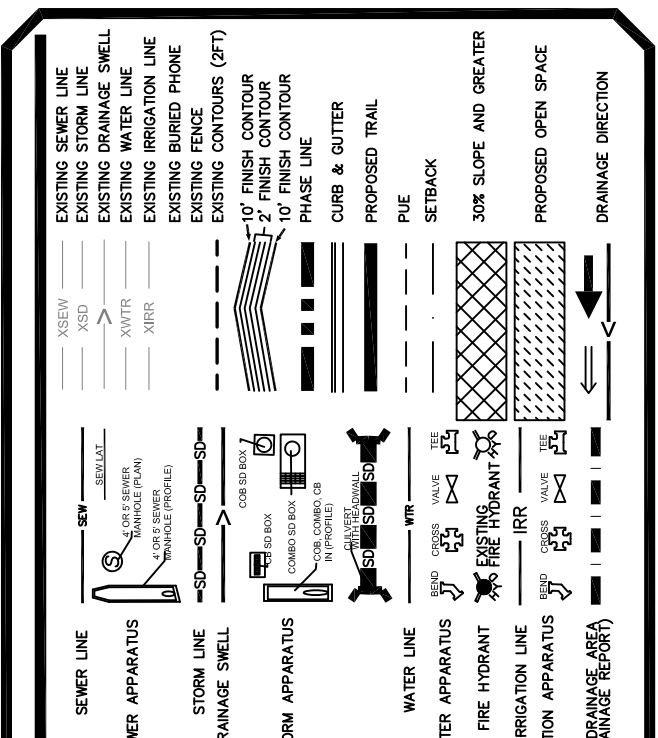 EXISTING SEWER LINE
XSEW
EXISTING STORM LINE
XSD
EXISTING DRAINAGE SWELL
EXISTING WATER LINE
XWTR
EXISTING IRRIGATION LINE
XIRR
EXISTING BURIED PHONE
EXISTING FENCE
EXISTING CONTOURS (2FT)
10' FINISH CONTOUR
2' FINISH CONTOUR
10' FINISH CONTOUR
PHASE LINE
CURB & GUTTER
PROPOSED TRAIL
PUE
SETBACK
30% SLOPE AND GREATER
PROPOSED OPEN SPACE
DRAINAGE DIRECTION
SEWER LINE
SEW
SEW LAT
WER APPARATUS
S
4' OR 5' SEWER
MANHOLE (PLAN)
4' OR 5' SEWER
MANHOLE (PROFILE)
STORM LINE
SD SD SD SD
RAINAGE SWELL
ORM APPARATUS
COB SD BOX
CB SD BOX
COMBO SD BOX
COB, COMBO, CB
IN (PROFILE)
CULVERT
WITH HEADWALL
SD SD SD
WATER LINE
WTR
TER APPARATUS
BEND
CROSS
VALVE
TEE
FIRE HYDRANT
EXISTING
FIRE HYDRANT
RRIGATION LINE
IRR
TION APPARATUS
BEND
CROSS
VALVE
TEE
DRAINAGE AREA
AINAGE REPORT)